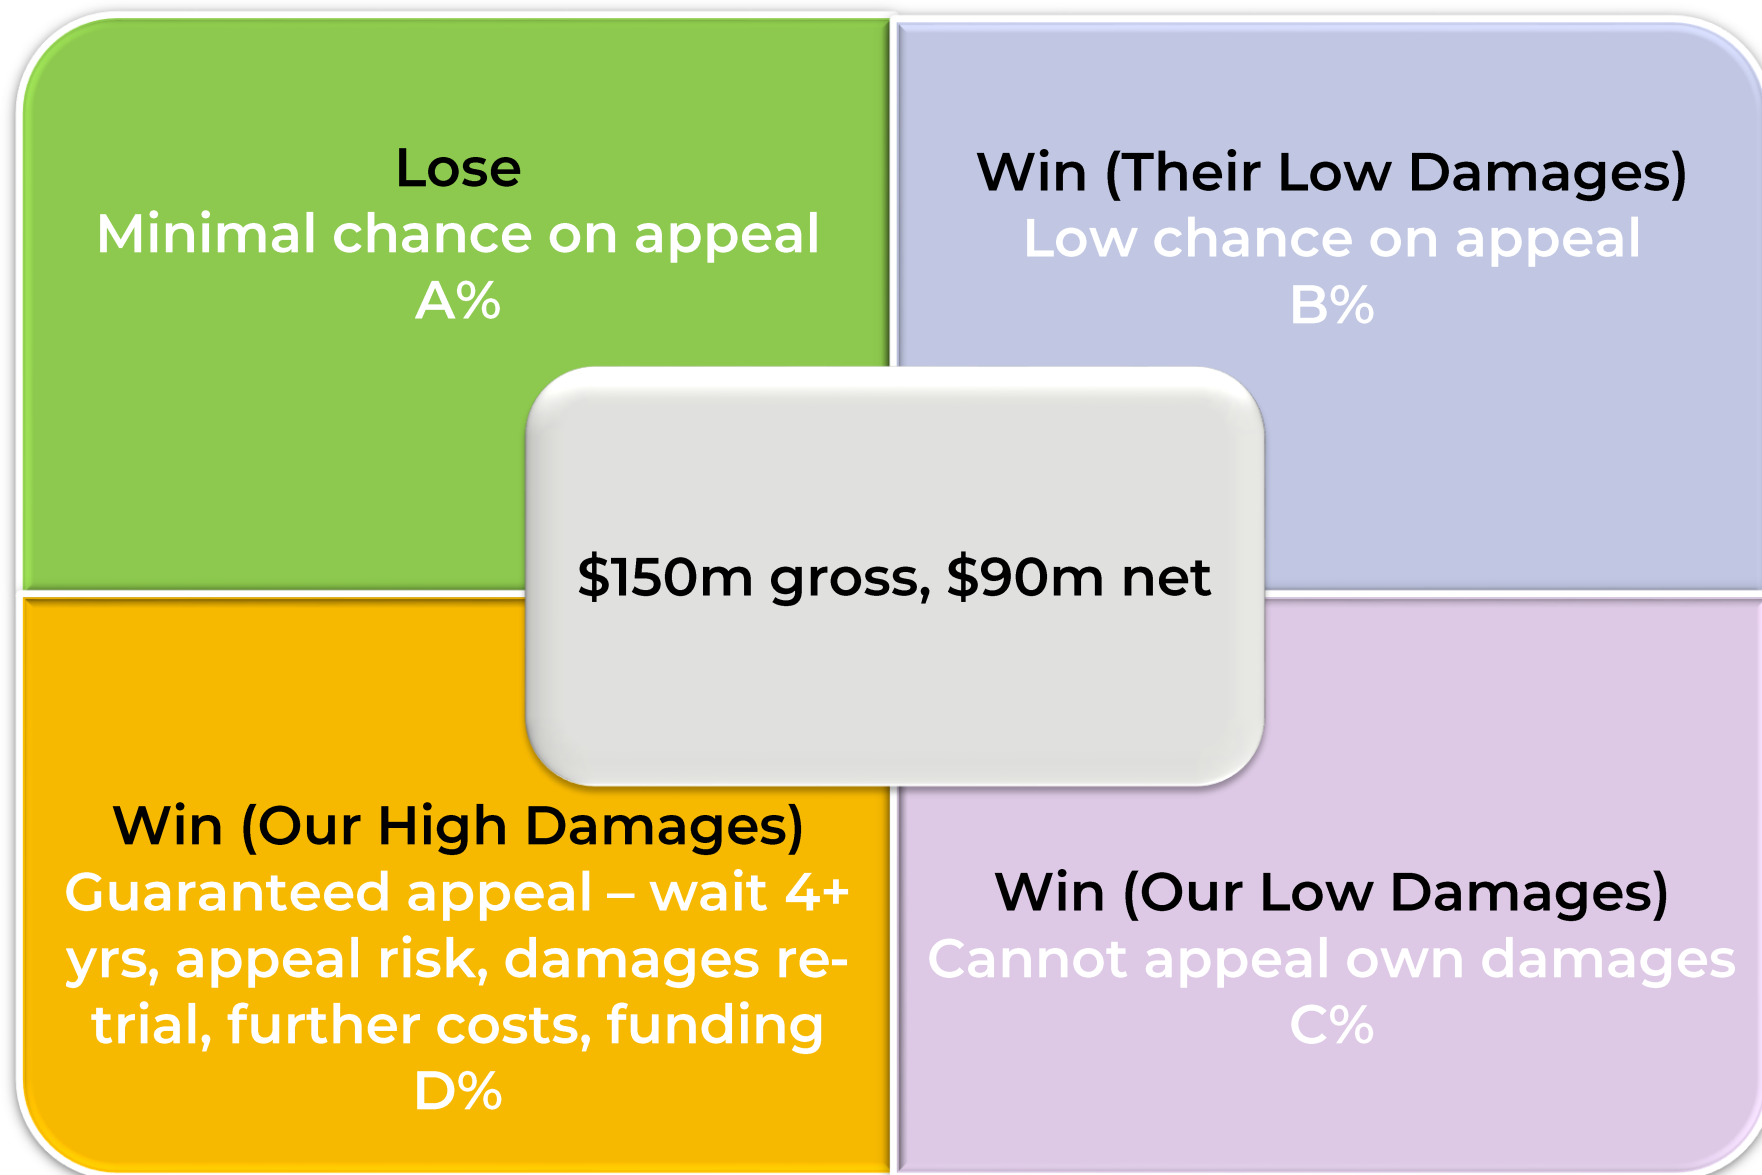 Lose
Minimal chance on appeal
A%
Win (Their Low Damages)
Low chance on appeal
B%
$150m gross, $90m net
Win (Our High Damages)
Guaranteed appeal – wait 4+
yrs, appeal risk, damages re-
trial, further costs, funding
D%
Win (Our Low Damages)
Cannot appeal own damages
C%